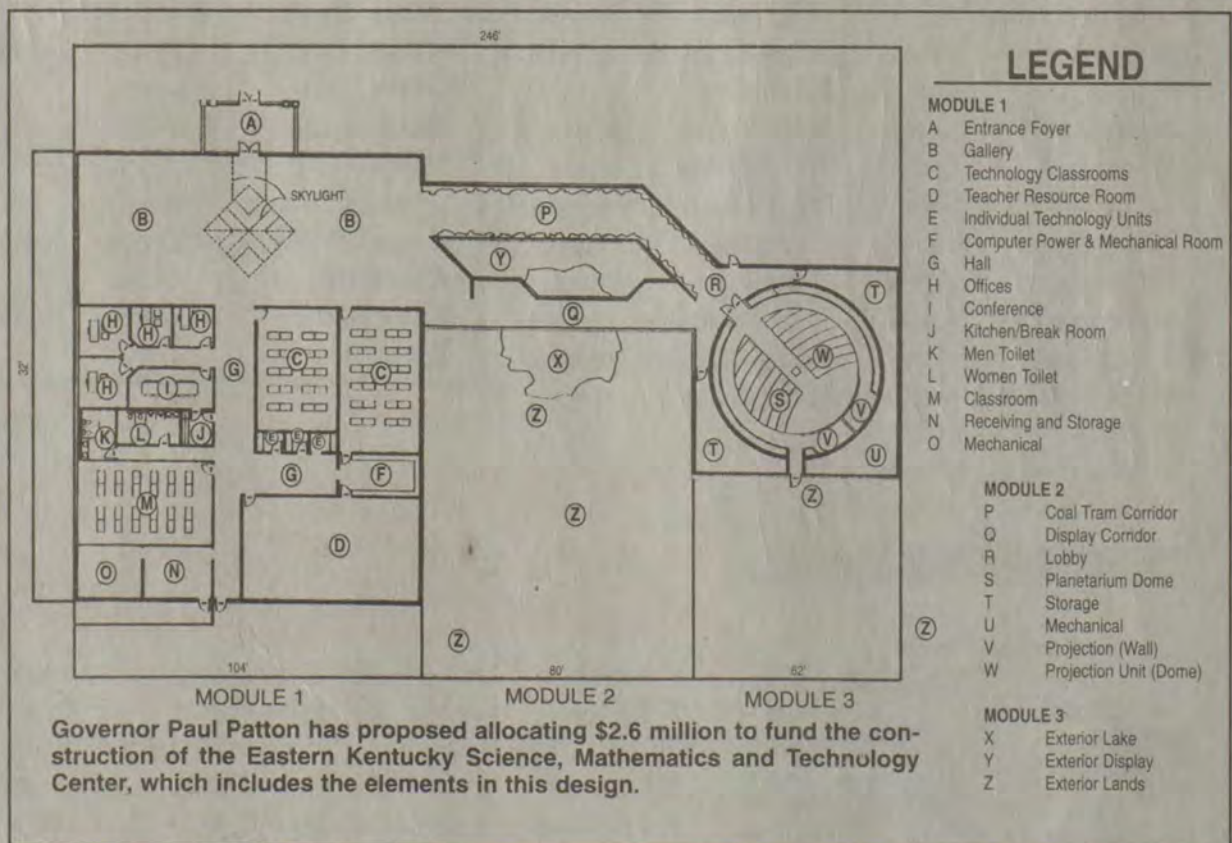 246'
LEGEND
MODULE 1
A Entrance Foyer
B Gallery
C Technology Classrooms
D Teacher Resource Room
E Individual Technology Units
F Computer Power & Mechanical Room
G Hall
H Offices
I Conference
J Kitchen/Break Room
K Men Toilet
L Women Toilet
M Classroom
N Receiving and Storage
O Mechanical
MODULE 2
P Coal Tram Corridor
Q Display Corridor
R Lobby
S Planetarium Dome
T Storage
U Mechanical
V Projection (Wall)
W Projection Unit (Dome)
MODULE 3
X Exterior Lake
Y Exterior Display
Z Exterior Lands
A
SKYLIGHT
B B
P
Y
R
T
Q
H H H
G
C C
X
W
H I
S
Z
K L J
E E E
V
V
T
U
G F
Z
M
Z
D
O N
Z
Z
32'
104' 80' 62'
MODULE 1 MODULE 2 MODULE 3
Governor Paul Patton has proposed allocating $2.6 million to fund the con-
struction of the Eastern Kentucky Science, Mathematics and Technology
Center, which includes the elements in this design.